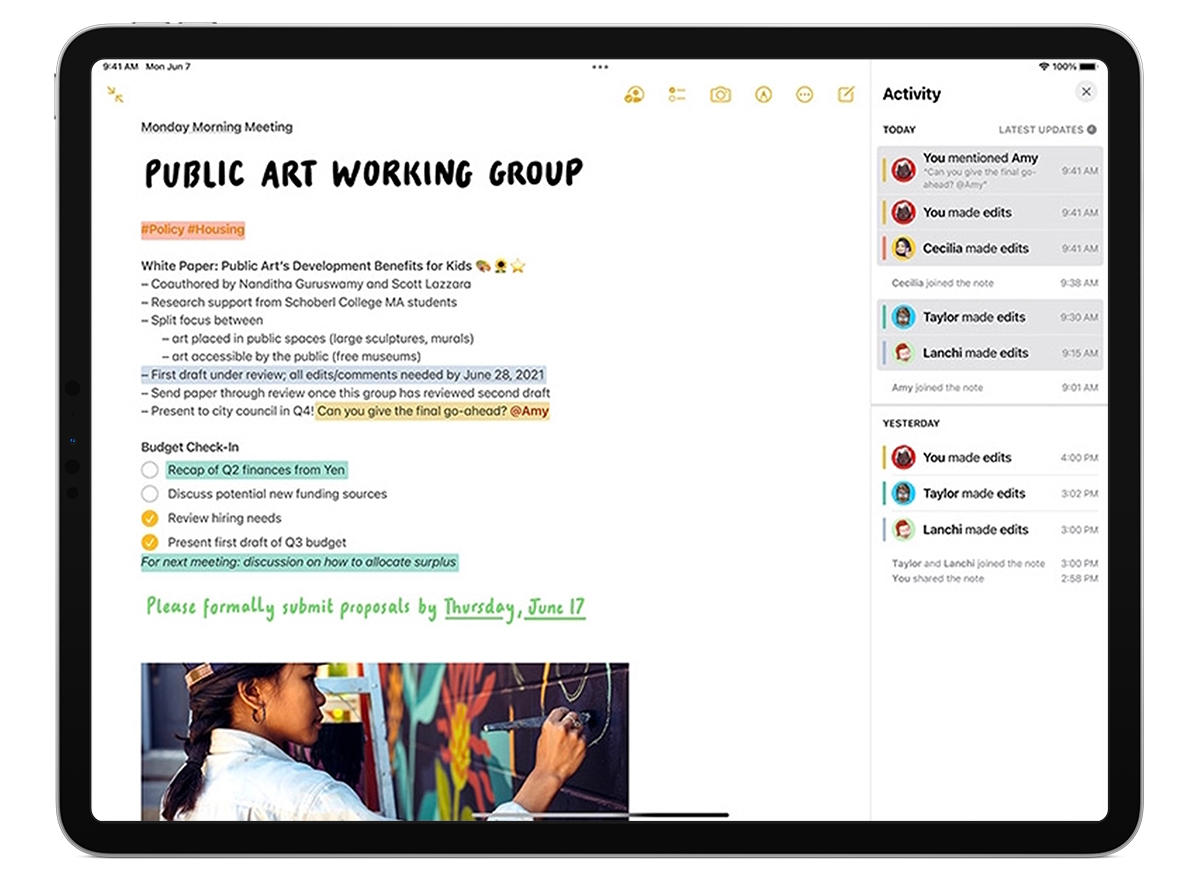 9:41 AM Mon Jun 7
100%
Monday Morning Meeting
PUBLIC ART WORKING GROUP
#Policy #Housing
White Paper: Public Art's Development Benefits for Kids 🎨🌻⭐
– Coauthored by Nanditha Guruswamy and Scott Lazzara
– Research support from Schoberl College MA students
– Split focus between
– art placed in public spaces (large sculptures, murals)
– art accessible by the public (free museums)
– First draft under review; all edits/comments needed by June 28, 2021
– Send paper through review once this group has reviewed second draft
– Present to city council in Q4! Can you give the final go-ahead? @Amy
Budget Check-In
Recap of Q2 finances from Yen
Discuss potential new funding sources
Review hiring needs
Present first draft of Q3 budget
For next meeting: discussion on how to allocate surplus
Please formally submit proposals by Thursday, June 17
Activity
TODAY LATEST UPDATES
You mentioned Amy
"Can you give the final go-
ahead? @Amy"
9:41 AM
You made edits 9:41 AM
Cecilia made edits 9:41 AM
Cecilia joined the note 9:38 AM
Taylor made edits 9:30 AM
Lanchi made edits 9:15 AM
Amy joined the note 9:01 AM
YESTERDAY
You made edits 4:00 PM
Taylor made edits 3:02 PM
Lanchi made edits 3:00 PM
Taylor and Lanchi joined the note 3:00 PM
You shared the note 2:58 PM